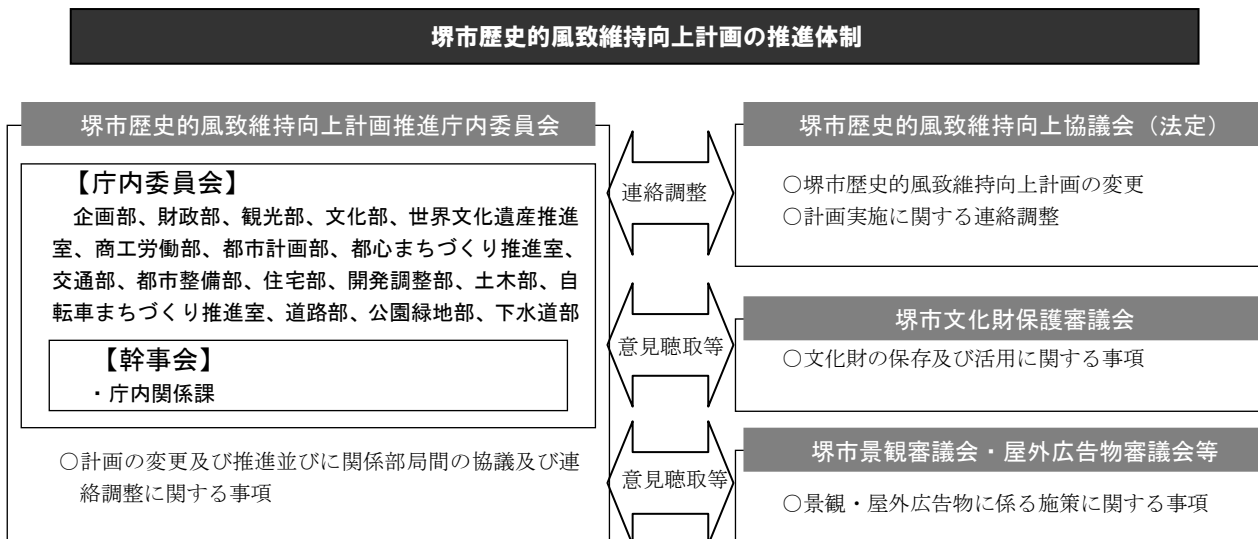 堺市歴史的風致維持向上計画の推進体制
堺市歴史的風致維持向上計画推進庁内委員会
【庁内委員会】
企画部、財政部、観光部、文化部、世界文化遺産推進
室、商工労働部、都市計画部、都心まちづくり推進室、
交通部、都市整備部、住宅部、開発調整部、土木部、自
転車まちづくり推進室、道路部、公園緑地部、下水道部
【幹事会】
・庁内関係課
○計画の変更及び推進並びに関係部局間の協議及び連
絡調整に関する事項
連絡調整
意見聴取等
意見聴取等
堺市歴史的風致維持向上協議会（法定）
○堺市歴史的風致維持向上計画の変更
○計画実施に関する連絡調整
堺市文化財保護審議会
○文化財の保存及び活用に関する事項
堺市景観審議会・屋外広告物審議会等
○景観・屋外広告物に係る施策に関する事項